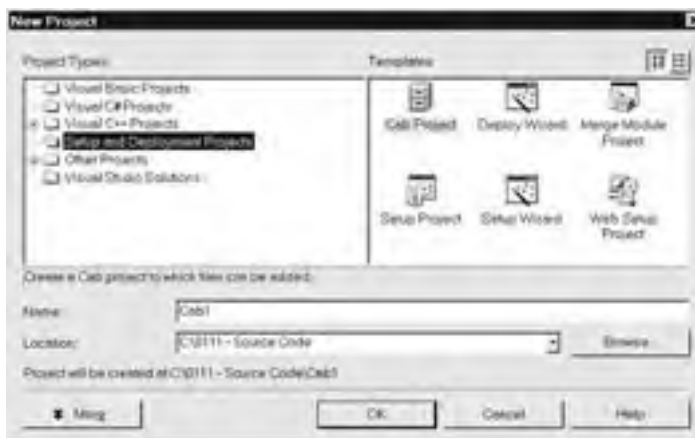 New Project
Project Types:
Templates:
Visual Basic Projects
Visual C# Projects
Visual C++ Projects
Setup and Deployment Projects
Other Projects
Visual Studio Solutions
Cab Project
Deploy Wizard
Merge Module
Project
Setup Project
Setup Wizard
Web Setup
Project
Create a Cab project to which files can be added.
Name:
Cab1
Location:
C:\0111 - Source Code
Browse...
Project will be created at C:\0111 - Source Code\Cab1.
More
OK
Cancel
Help